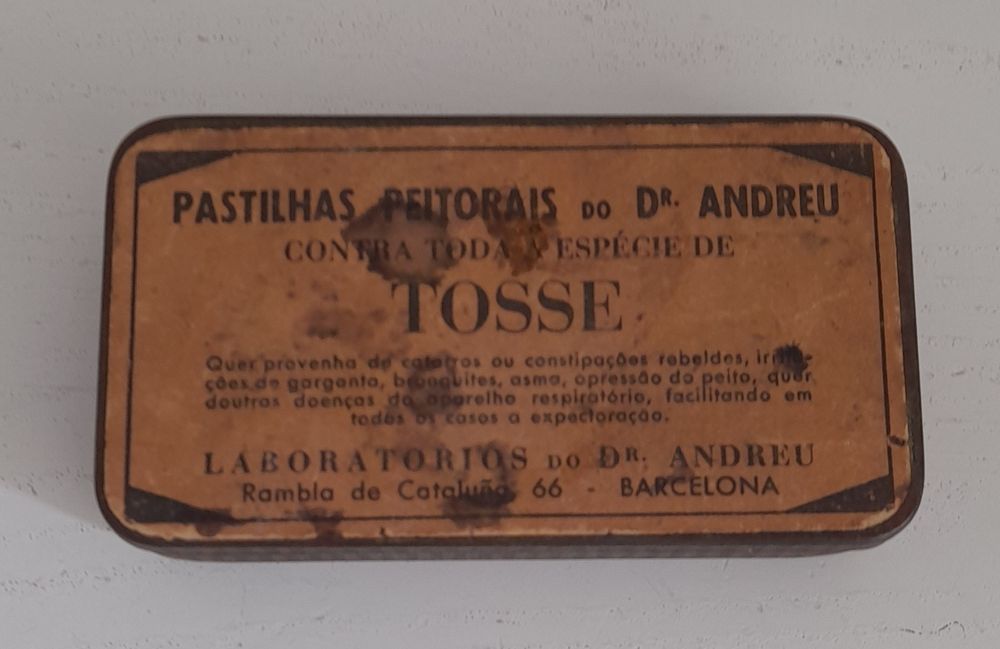 PASTILHAS PEITORAIS DO DR. ANDREU
CONTRA TODA A ESPÉCIE DE
TOSSE
Quer provenha de catarros ou constipações rebeldes, irrita-
ções da garganta, bronquites, asma, opressão do peito, quer
doutras doenças do aparelho respiratório, facilitando em
todos os casos a expectoração.
LABORATORIOS DO DR. ANDREU
Rambla de Cataluña, 66 - BARCELONA